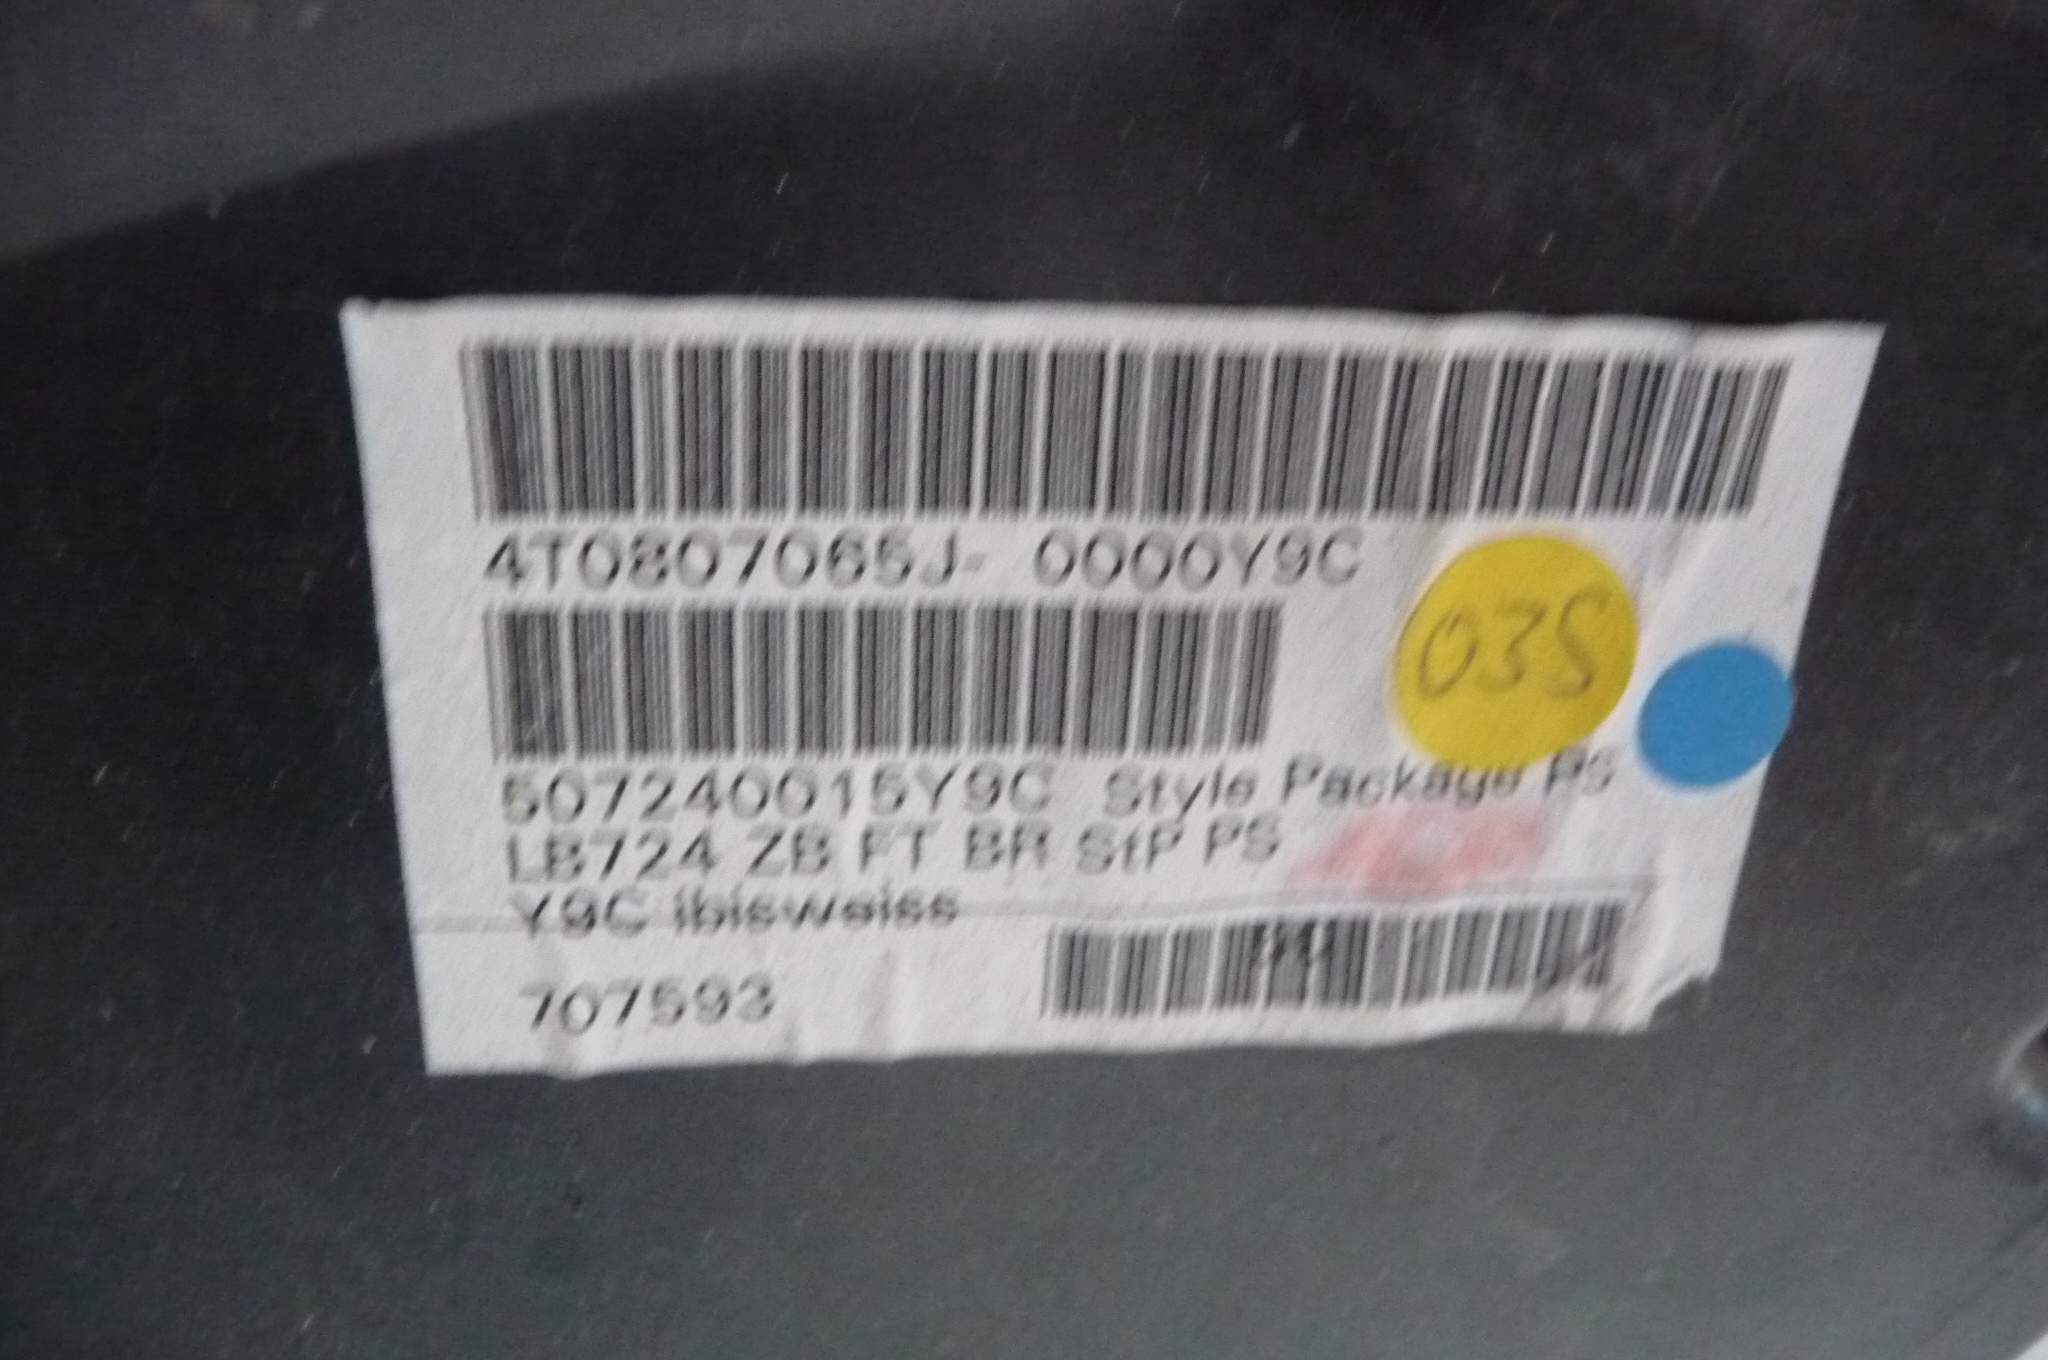 4T0807065J- 0000Y9C
03S
507240015Y9C Style Package PS
LB724 ZB FT BR StP PS
Y9C ibisweiss
707593